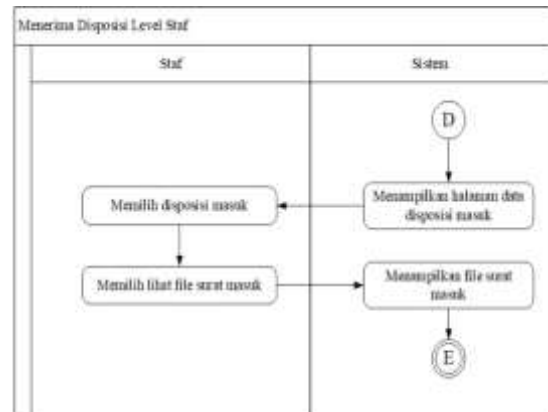 Menerima Disposisi Level Staf
Staf
Sistem
D
Menampilkan halaman data
disposisi masuk
Memilih disposisi masuk
Memilih lihat file surat masuk
Menampilkan file surat
masuk
E